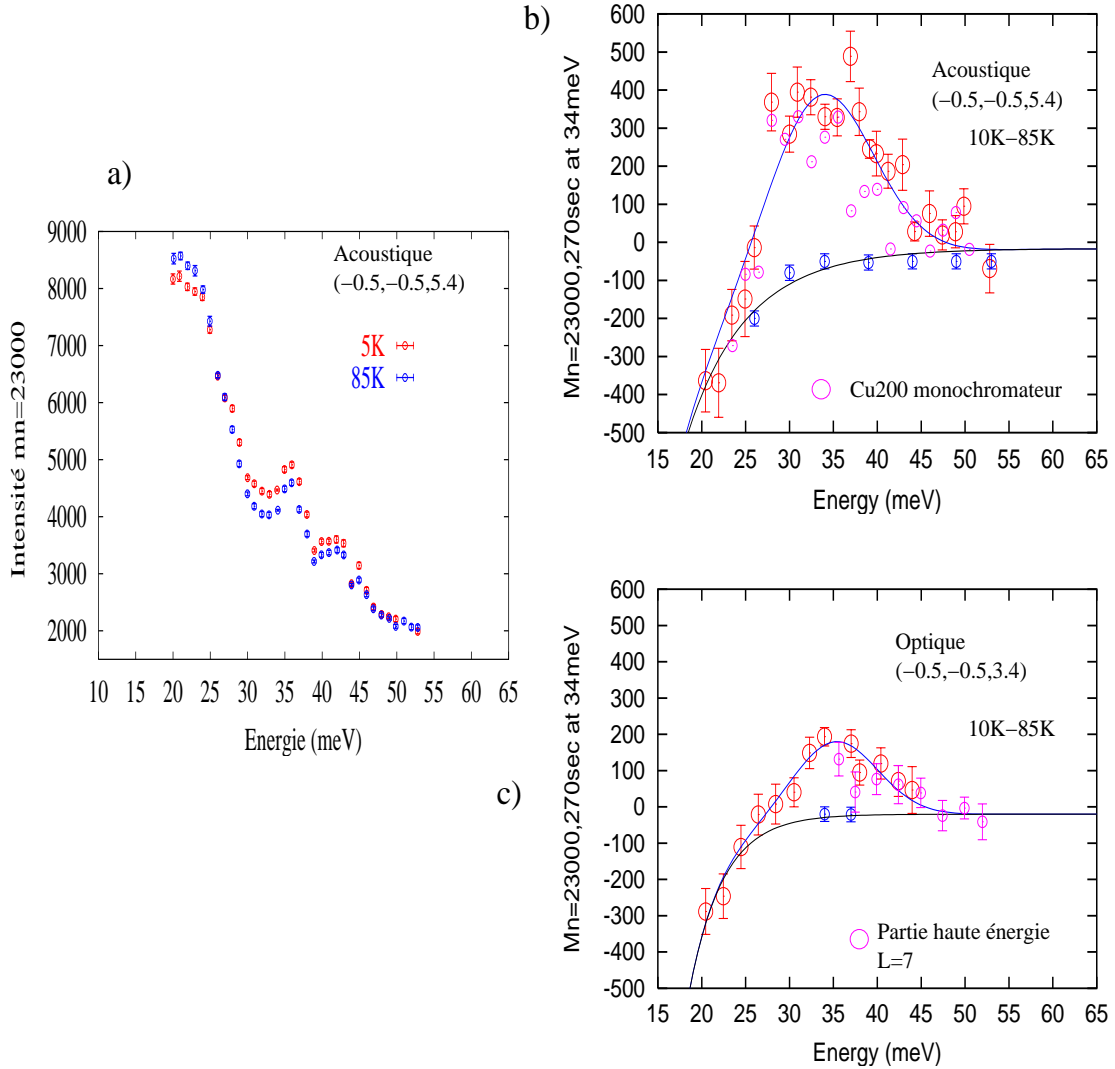 a)
9000
8000
7000
6000
5000
4000
3000
2000
Intensité mn=23000
Acoustique
(−0.5,−0.5,5.4)
5K
85K
10 15 20 25 30 35 40 45 50 55 60 65
Energie (meV)
b)
600
500
400
300
200
100
0
-100
-200
-300
-400
-500
Mn=23000,270sec at 34meV
Acoustique
(−0.5,−0.5,5.4)
10K−85K
Cu200 monochromateur
15 20 25 30 35 40 45 50 55 60 65
Energy (meV)
c)
600
500
400
300
200
100
0
-100
-200
-300
-400
-500
Mn=23000,270sec at 34meV
Optique
(−0.5,−0.5,3.4)
10K−85K
Partie haute énergie
L=7
15 20 25 30 35 40 45 50 55 60 65
Energy (meV)